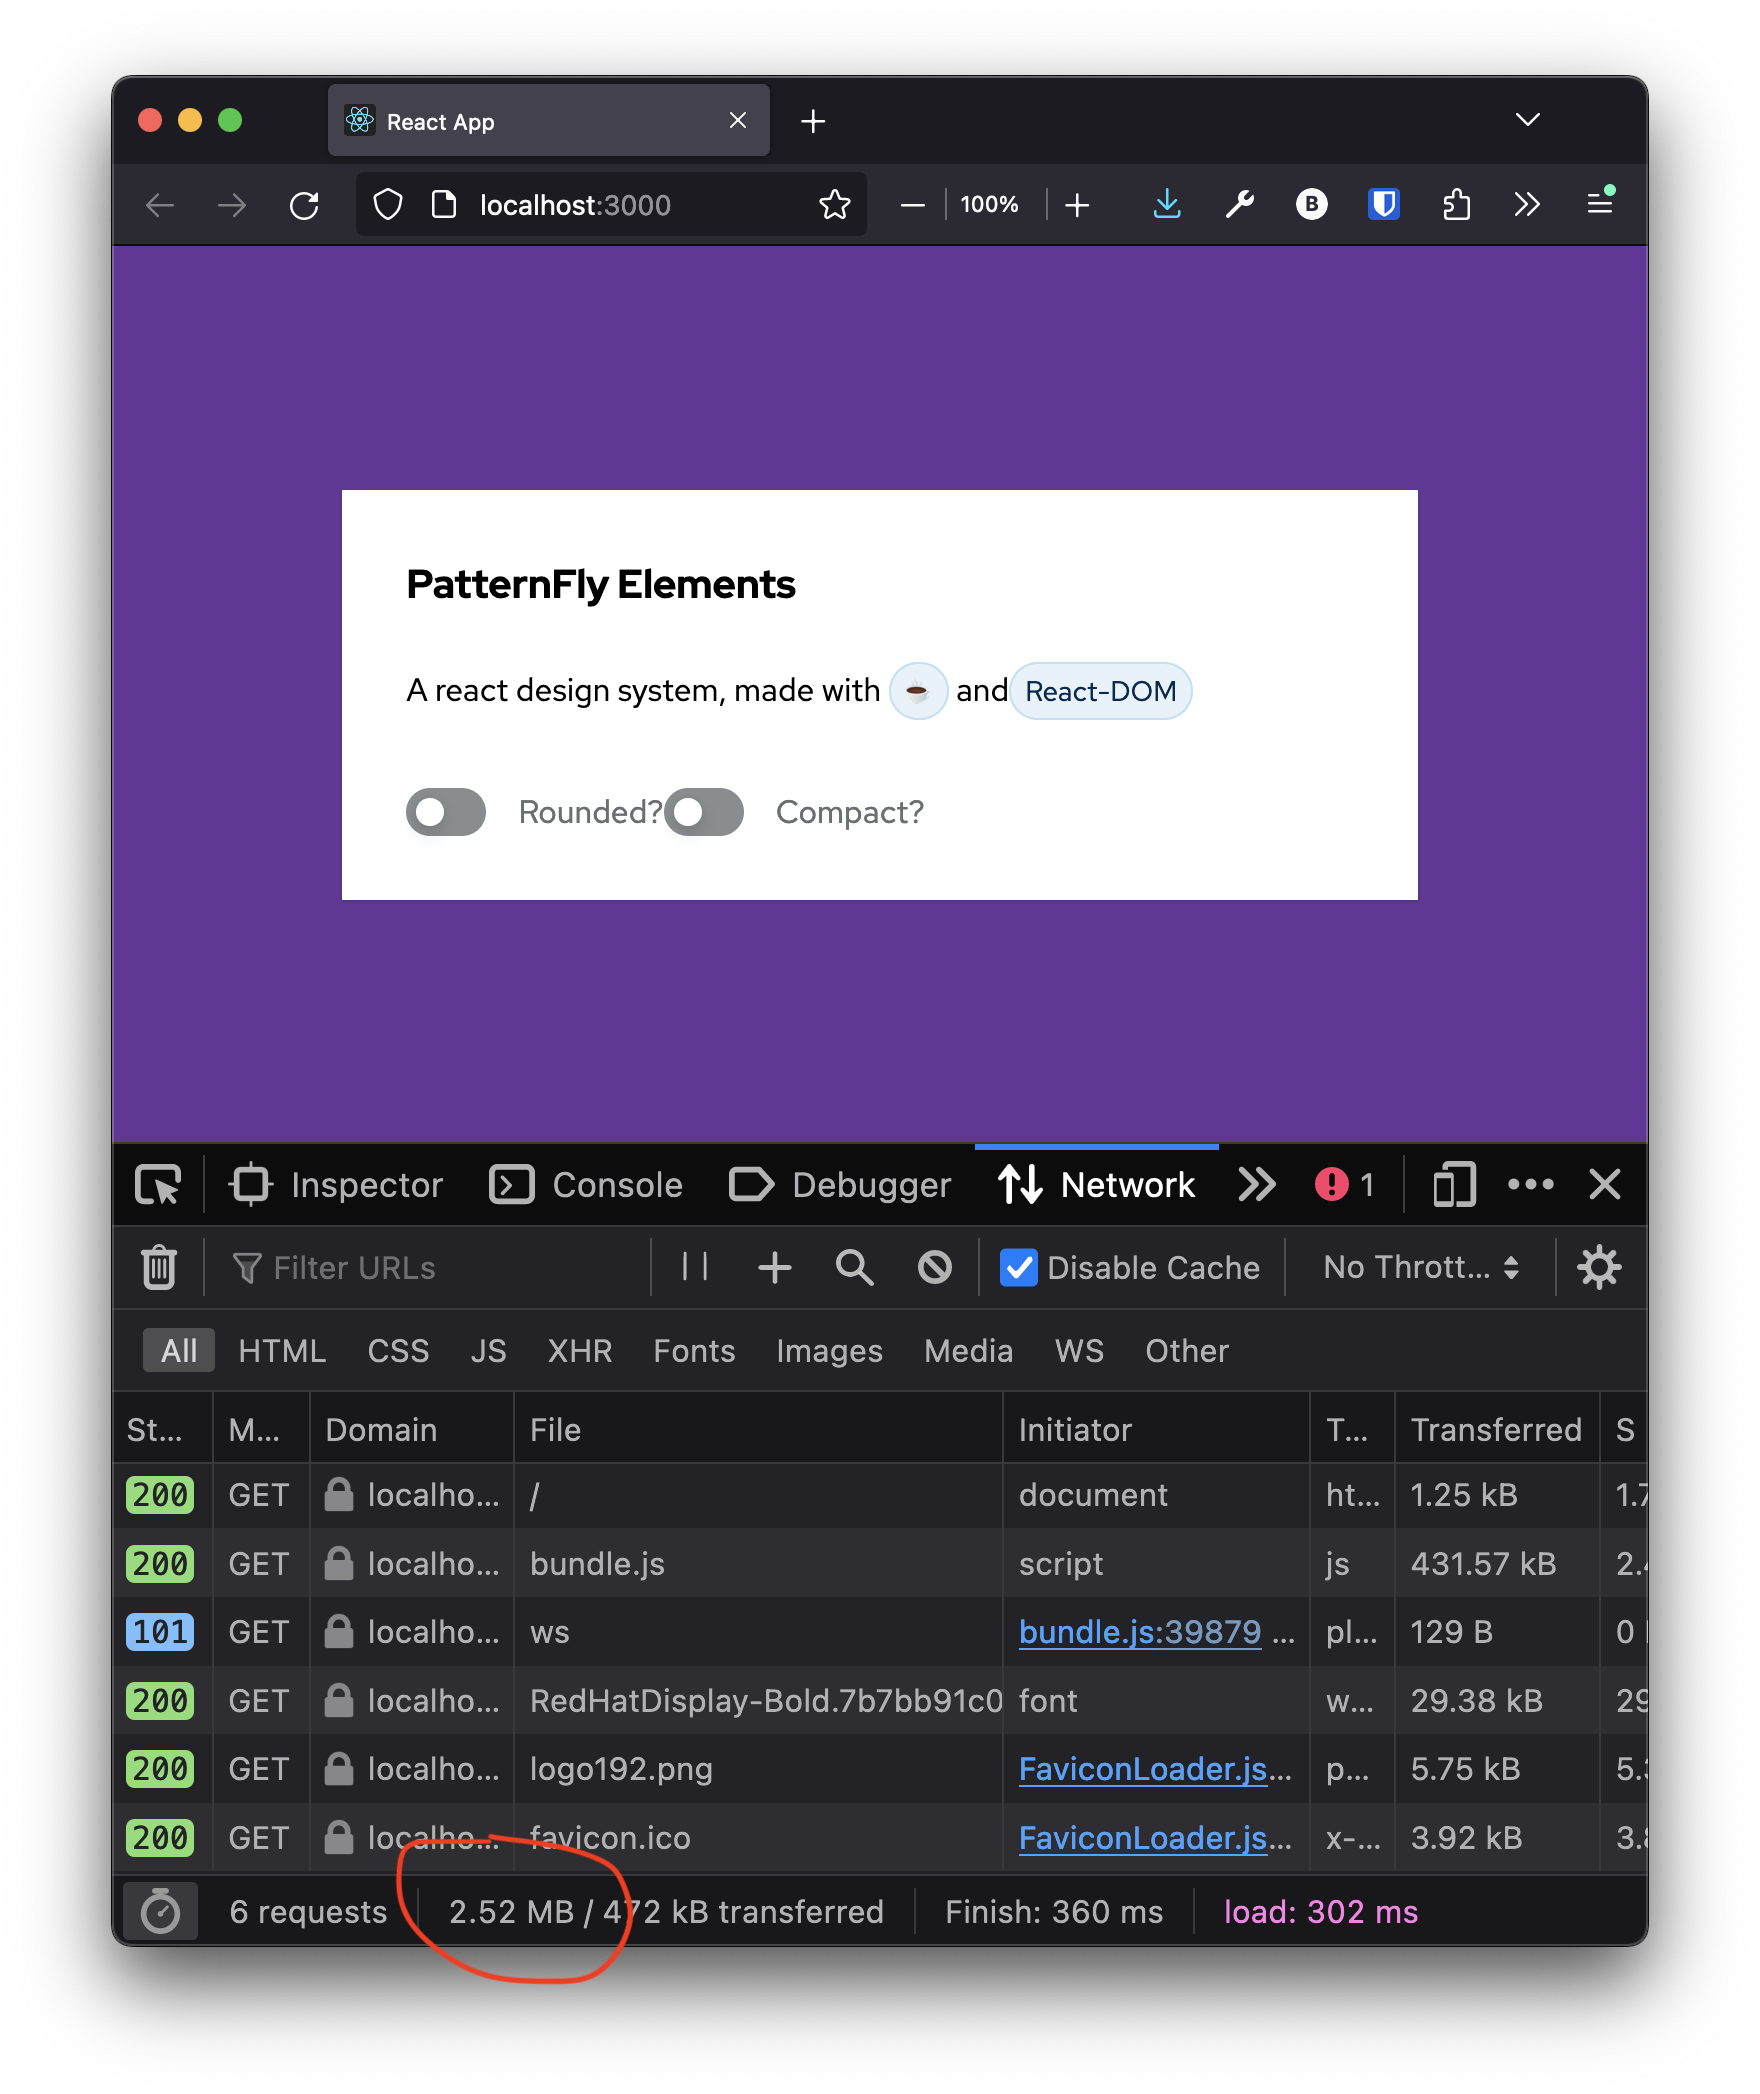 React App
localhost:3000
100%
B
PatternFly Elements
A react design system, made with ☕ and React-DOM
Rounded? Compact?
Inspector Console Debugger Network 1
Filter URLs Disable Cache No Thrott...
All HTML CSS JS XHR Fonts Images Media WS Other
St... M... Domain File Initiator T... Transferred S
200 GET localho... / document ht... 1.25 kB 1.7
200 GET localho... bundle.js script js 431.57 kB 2.4
101 GET localho... ws bundle.js:39879 ... pl... 129 B 0
200 GET localho... RedHatDisplay-Bold.7b7bb91c0 font w... 29.38 kB 29
200 GET localho... logo192.png FaviconLoader.js... p... 5.75 kB 5.
200 GET localho... favicon.ico FaviconLoader.js... x-... 3.92 kB 3.8
6 requests 2.52 MB / 472 kB transferred Finish: 360 ms load: 302 ms